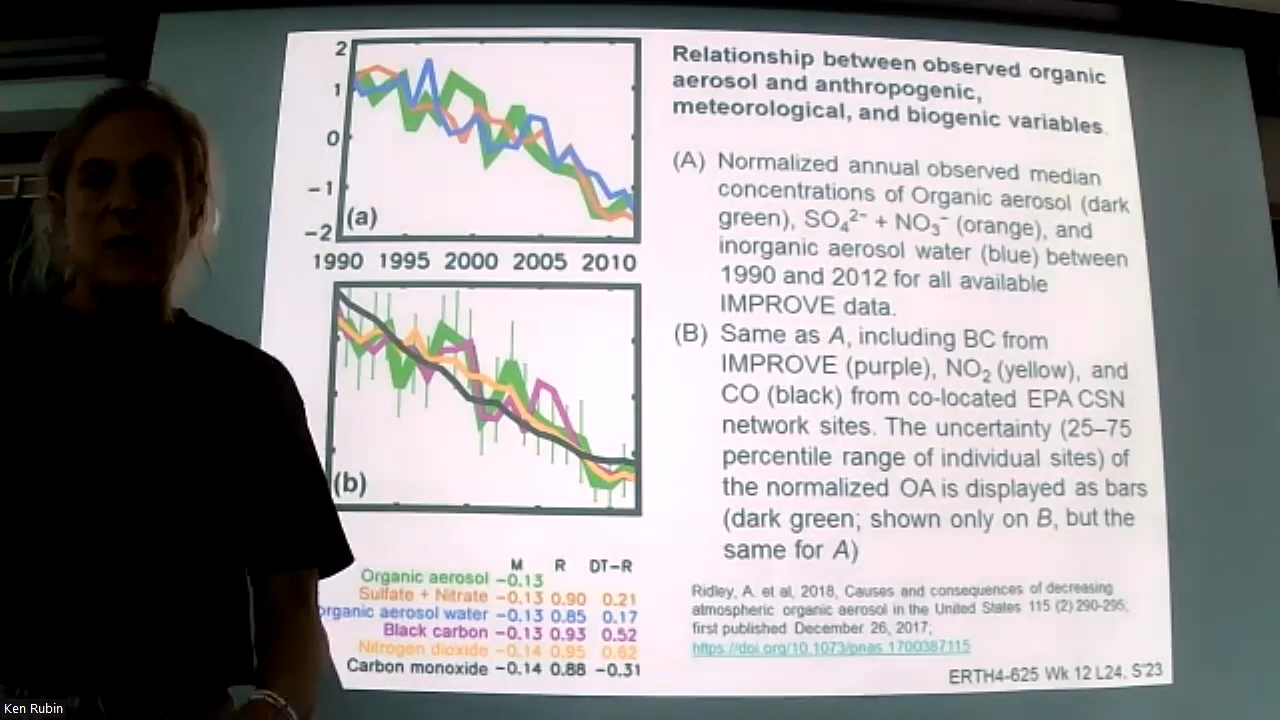 2
1
0
−1
−2
(a)
1990 1995 2000 2005 2010
(b)
M R DT−R
Organic aerosol −0.13
Sulfate + Nitrate −0.13 0.90 0.21
organic aerosol water −0.13 0.85 0.17
Black carbon −0.13 0.93 0.52
Nitrogen dioxide −0.14 0.95 0.62
Carbon monoxide −0.14 0.88 −0.31
Relationship between observed organic
aerosol and anthropogenic,
meteorological, and biogenic variables.
(A) Normalized annual observed median
concentrations of Organic aerosol (dark
green), SO₄²⁻ + NO₃⁻ (orange), and
inorganic aerosol water (blue) between
1990 and 2012 for all available
IMPROVE data.
(B) Same as A, including BC from
IMPROVE (purple), NO₂ (yellow), and
CO (black) from co-located EPA CSN
network sites. The uncertainty (25–75
percentile range of individual sites) of
the normalized OA is displayed as bars
(dark green; shown only on B, but the
same for A)
Ridley, A. et al, 2018, Causes and consequences of decreasing
atmospheric organic aerosol in the United States 115 (2) 290-295;
first published December 26, 2017;
https://doi.org/10.1073/pnas.1700387115
ERTH4-625 Wk 12 L24, S'23
Ken Rubin